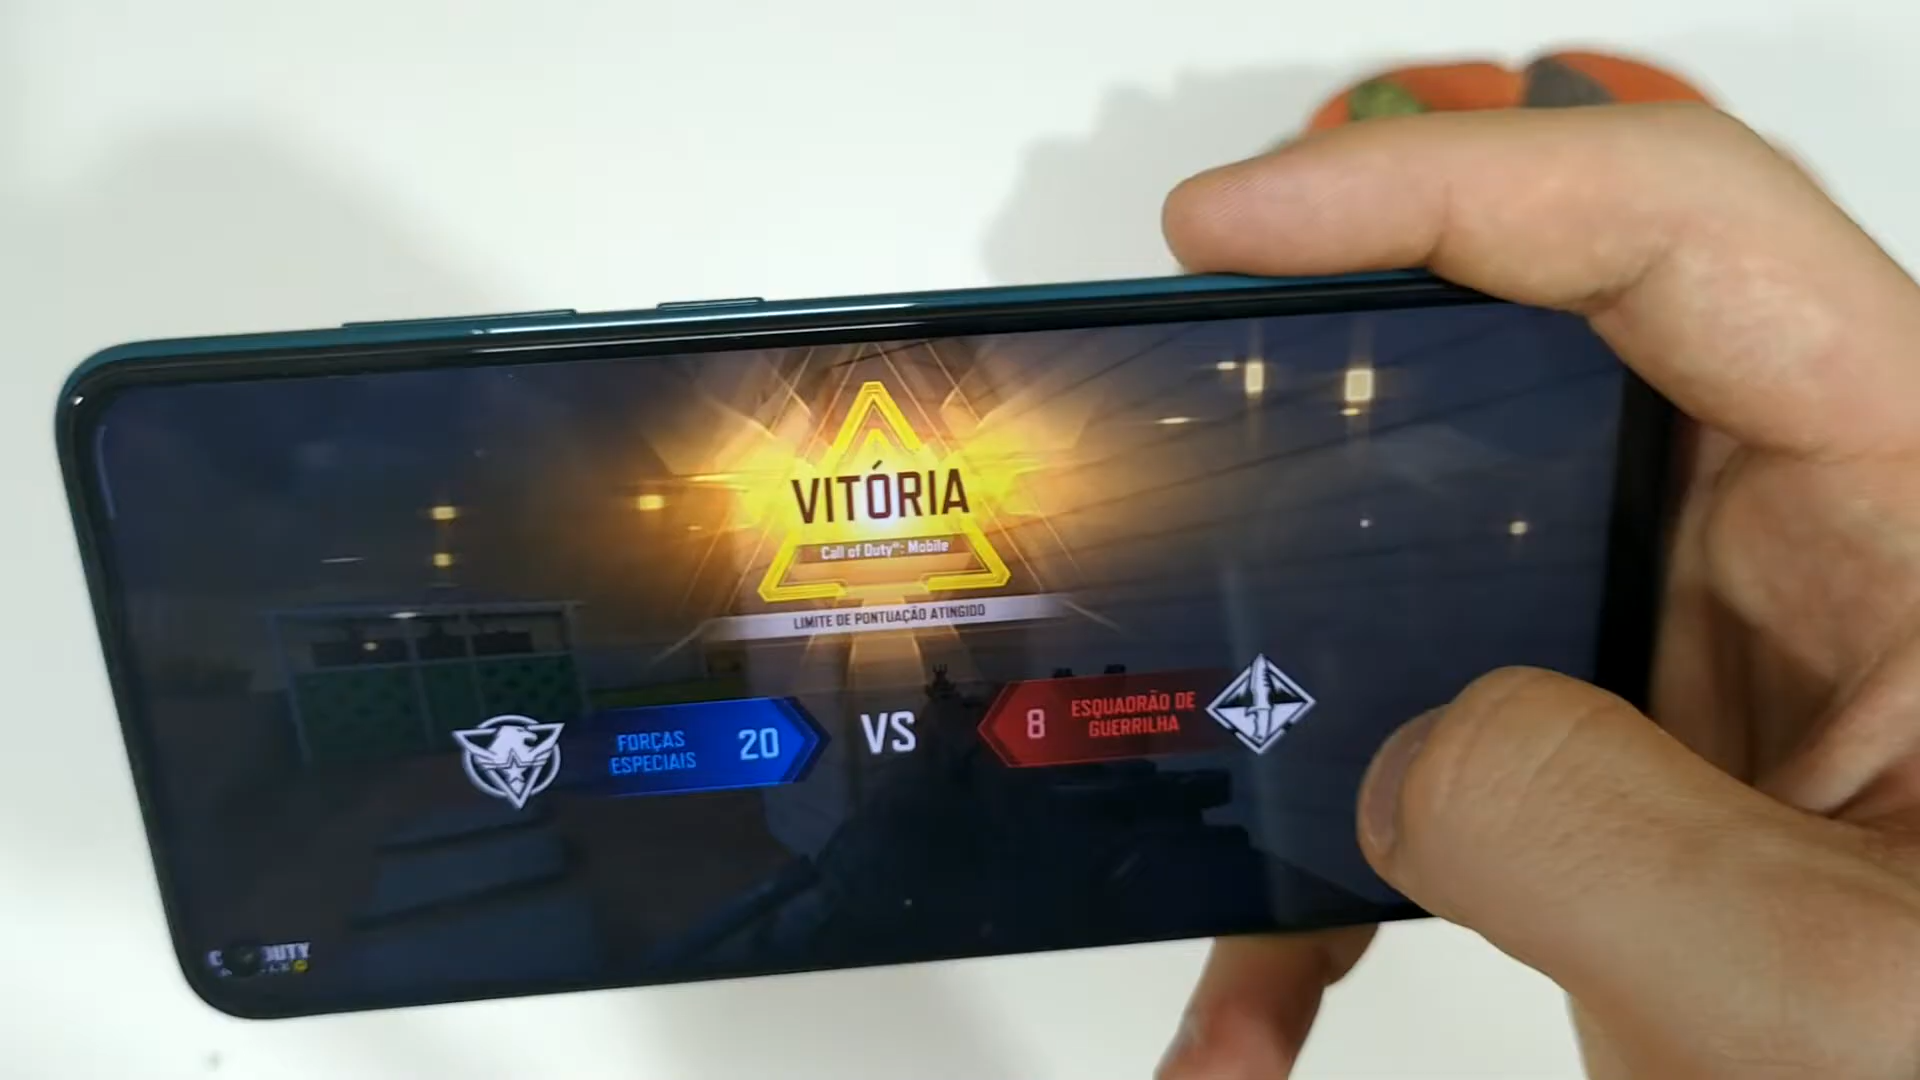 VITÓRIA
Call of Duty®: Mobile
LIMITE DE PONTUAÇÃO ATINGIDO
FORÇAS
ESPECIAIS
20
VS
8
ESQUADRÃO DE
GUERRILHA